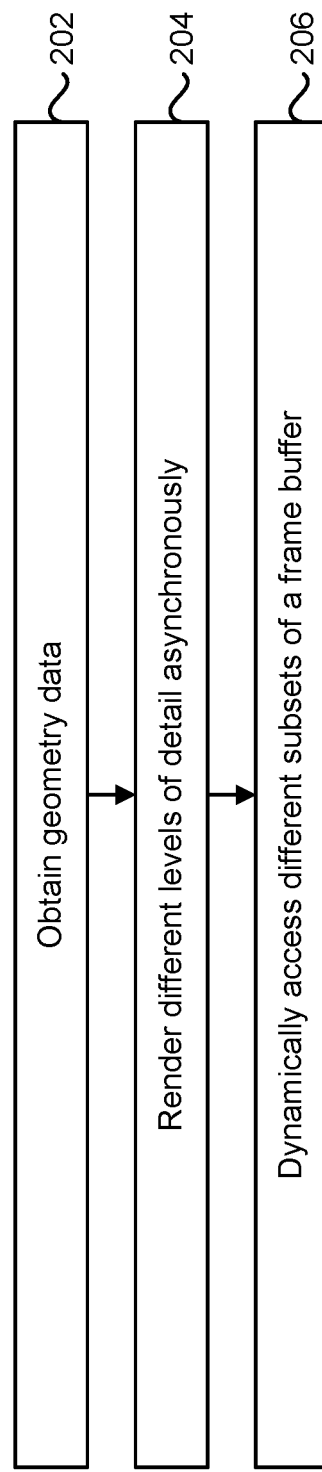 Obtain geometry data
202
Render different levels of detail asynchronously
204
Dynamically access different subsets of a frame buffer
206